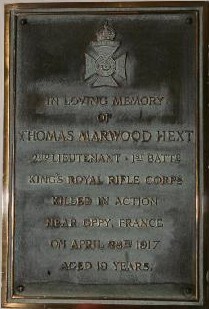 IN LOVING MEMORY
OF
THOMAS MARWOOD HEXT
2ND LIEUTENANT · 1ST BATTN
KING'S ROYAL RIFLE CORPS
KILLED IN ACTION
NEAR OPPY, FRANCE
ON APRIL 1917
AGED YEARS.